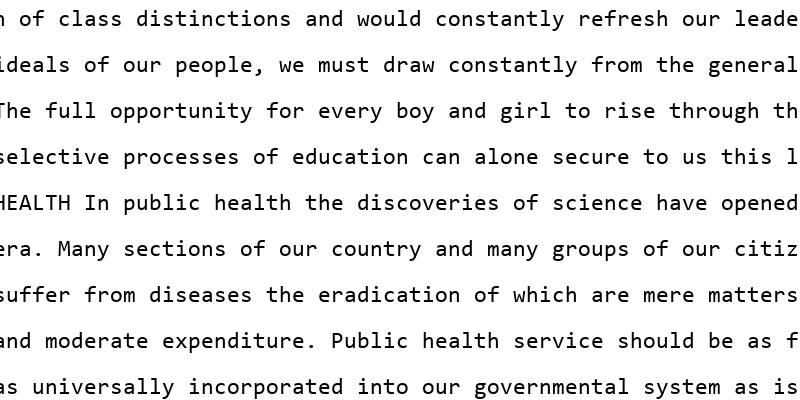 of class distinctions and would constantly refresh our
ideals of our people, we must draw constantly from the general
The full opportunity for every boy and girl to rise through
selective processes of education can alone secure to us this
HEALTH In public health the discoveries of science have opened
era. Many sections of our country and many groups of our
suffer from diseases the eradication of which are mere matters
and moderate expenditure. Public health service should be as
as universally incorporated into our governmental system as is